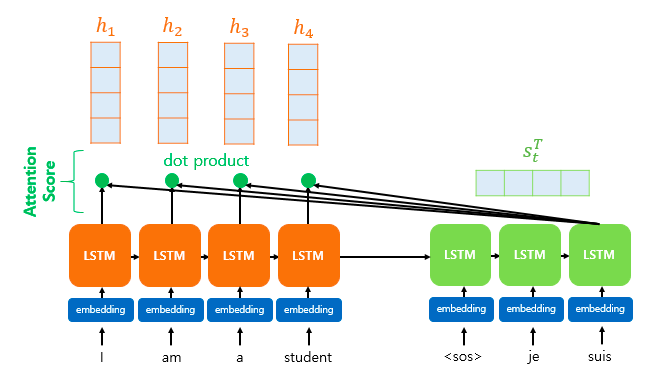 h₁ h₂ h₃ h₄
Attention Score
dot product
sₜᵀ
LSTM LSTM LSTM LSTM LSTM LSTM LSTM
embedding embedding embedding embedding embedding embedding embedding
I am a student <sos> je suis